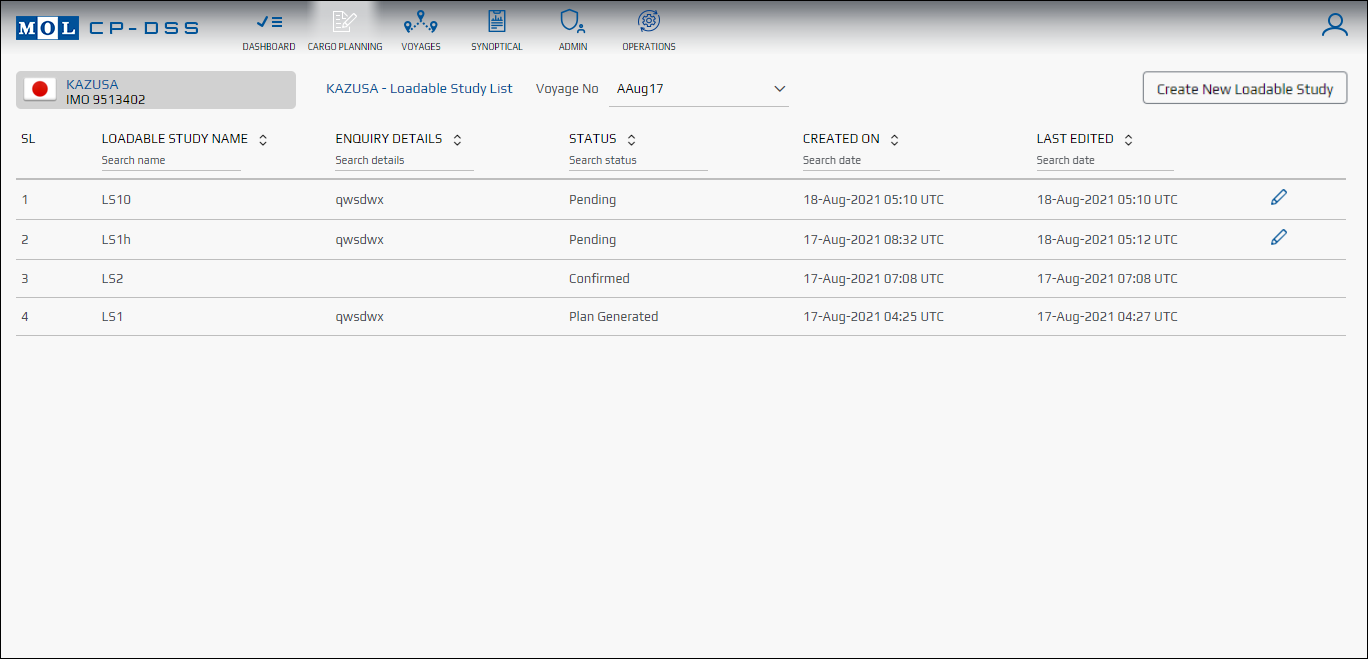 MOL CP-DSS
DASHBOARD CARGO PLANNING VOYAGES SYNOPTICAL ADMIN OPERATIONS
KAZUSA
IMO 9513402
KAZUSA - Loadable Study List Voyage No AAug17 Create New Loadable Study
SL LOADABLE STUDY NAME ENQUIRY DETAILS STATUS CREATED ON LAST EDITED
Search name Search details Search status Search date Search date
1 LS10 qwsdwx Pending 18-Aug-2021 05:10 UTC 18-Aug-2021 05:10 UTC
2 LS1h qwsdwx Pending 17-Aug-2021 08:32 UTC 18-Aug-2021 05:12 UTC
3 LS2 Confirmed 17-Aug-2021 07:08 UTC 17-Aug-2021 07:08 UTC
4 LS1 qwsdwx Plan Generated 17-Aug-2021 04:25 UTC 17-Aug-2021 04:27 UTC